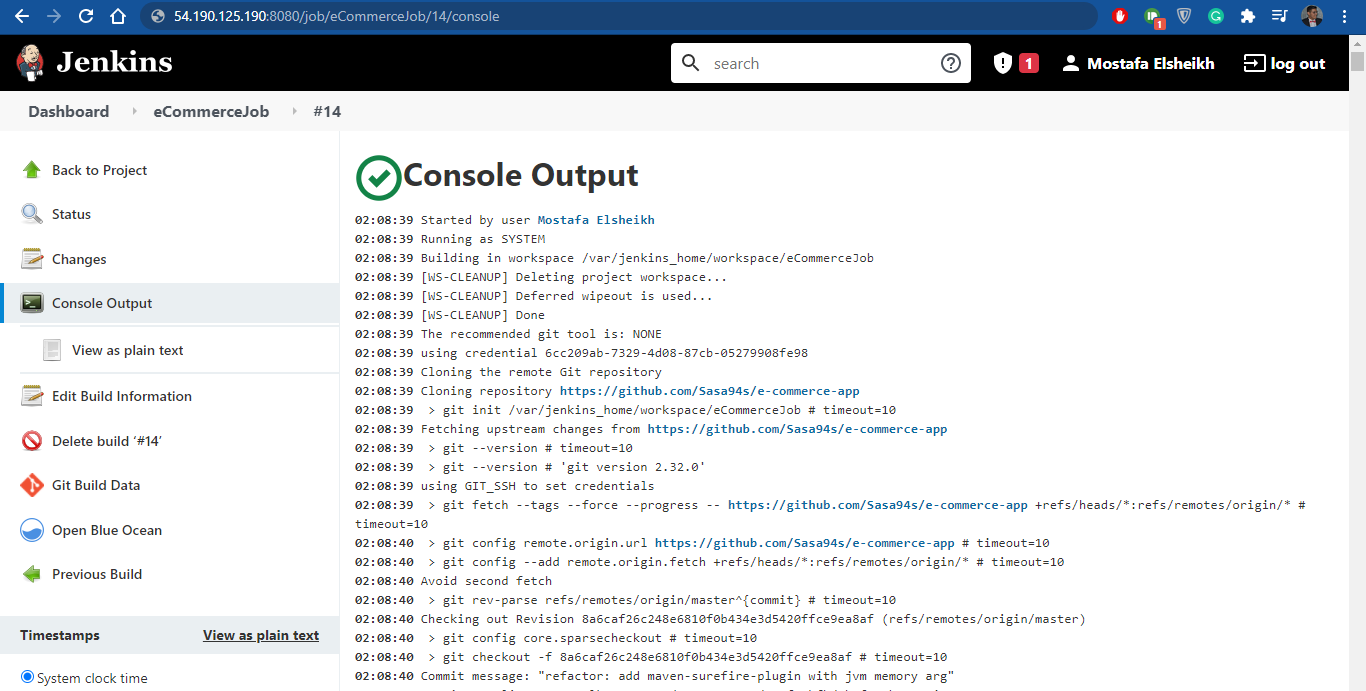 54.190.125.190:8080/job/eCommerceJob/14/console
1
Jenkins
search
1
Mostafa Elsheikh
log out
Dashboard
eCommerceJob
#14
Back to Project
Status
Changes
Console Output
View as plain text
Edit Build Information
Delete build ‘#14’
Git Build Data
Open Blue Ocean
Previous Build
Timestamps
View as plain text
System clock time
Console Output
02:08:39 Started by user Mostafa Elsheikh
02:08:39 Running as SYSTEM
02:08:39 Building in workspace /var/jenkins_home/workspace/eCommerceJob
02:08:39 [WS-CLEANUP] Deleting project workspace...
02:08:39 [WS-CLEANUP] Deferred wipeout is used...
02:08:39 [WS-CLEANUP] Done
02:08:39 The recommended git tool is: NONE
02:08:39 using credential 6cc209ab-7329-4d08-87cb-05279908fe98
02:08:39 Cloning the remote Git repository
02:08:39 Cloning repository https://github.com/Sasa94s/e-commerce-app
02:08:39  > git init /var/jenkins_home/workspace/eCommerceJob # timeout=10
02:08:39 Fetching upstream changes from https://github.com/Sasa94s/e-commerce-app
02:08:39  > git --version # timeout=10
02:08:39  > git --version # 'git version 2.32.0'
02:08:39 using GIT_SSH to set credentials
02:08:39  > git fetch --tags --force --progress -- https://github.com/Sasa94s/e-commerce-app +refs/heads/*:refs/remotes/origin/* #
timeout=10
02:08:40  > git config remote.origin.url https://github.com/Sasa94s/e-commerce-app # timeout=10
02:08:40  > git config --add remote.origin.fetch +refs/heads/*:refs/remotes/origin/* # timeout=10
02:08:40 Avoid second fetch
02:08:40  > git rev-parse refs/remotes/origin/master^{commit} # timeout=10
02:08:40 Checking out Revision 8a6caf26c248e6810f0b434e3d5420ffce9ea8af (refs/remotes/origin/master)
02:08:40  > git config core.sparsecheckout # timeout=10
02:08:40  > git checkout -f 8a6caf26c248e6810f0b434e3d5420ffce9ea8af # timeout=10
02:08:40 Commit message: "refactor: add maven-surefire-plugin with jvm memory arg"